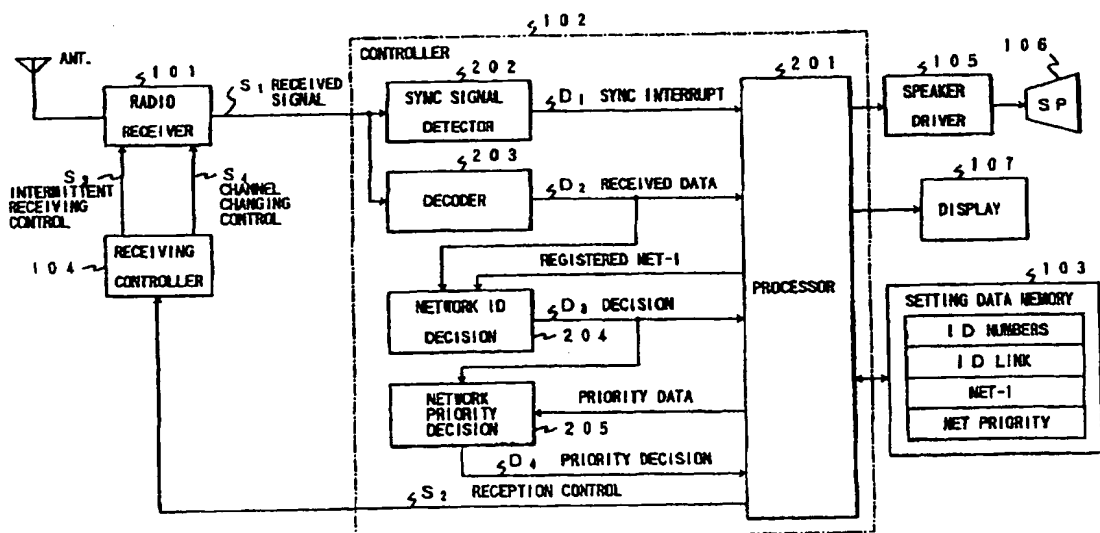 102
ANT.
101
RADIO
RECEIVER
S1 RECEIVED
SIGNAL
CONTROLLER
202
SYNC SIGNAL
DETECTOR
D1 SYNC INTERRUPT
201
PROCESSOR
105
SPEAKER
DRIVER
106
SP
203
DECODER
D2 RECEIVED DATA
107
DISPLAY
S3
INTERMITTENT
RECEIVING
CONTROL
S4
CHANNEL
CHANGING
CONTROL
104
RECEIVING
CONTROLLER
REGISTERED NET-1
NETWORK ID
DECISION
D3 DECISION
204
103
SETTING DATA MEMORY
ID NUMBERS
ID LINK
NET-1
NET PRIORITY
NETWORK
PRIORITY
DECISION
PRIORITY DATA
205
D4 PRIORITY DECISION
S2 RECEPTION CONTROL